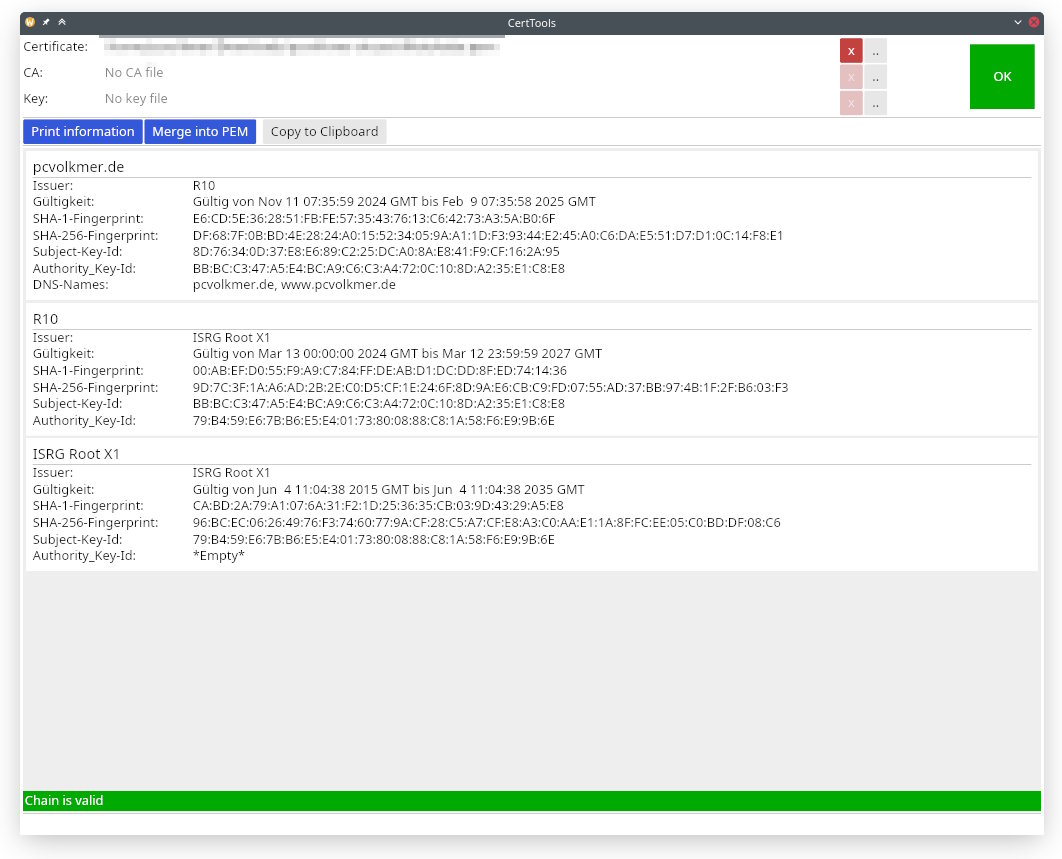 CertTools
Certificate:
x ..
CA: No CA file
x ..
OK
Key: No key file
x ..
Print information Merge into PEM Copy to Clipboard
pcvolkmer.de
Issuer: R10
Gültigkeit: Gültig von Nov 11 07:35:59 2024 GMT bis Feb  9 07:35:58 2025 GMT
SHA-1-Fingerprint: E6:CD:5E:36:28:51:FB:FE:57:35:43:76:13:C6:42:73:A3:5A:B0:6F
SHA-256-Fingerprint: DF:68:7F:0B:BD:4E:28:24:A0:15:52:34:05:9A:A1:1D:F3:93:44:E2:45:A0:C6:DA:E5:51:D7:D1:0C:14:F8:E1
Subject-Key-Id: 8D:76:34:0D:37:E8:E6:89:C2:25:DC:A0:8A:E8:41:F9:CF:16:2A:95
Authority_Key-Id: BB:BC:C3:47:A5:E4:BC:A9:C6:C3:A4:72:0C:10:8D:A2:35:E1:C8:E8
DNS-Names: pcvolkmer.de, www.pcvolkmer.de
R10
Issuer: ISRG Root X1
Gültigkeit: Gültig von Mar 13 00:00:00 2024 GMT bis Mar 12 23:59:59 2027 GMT
SHA-1-Fingerprint: 00:AB:EF:D0:55:F9:A9:C7:84:FF:DE:AB:D1:DC:DD:8F:ED:74:14:36
SHA-256-Fingerprint: 9D:7C:3F:1A:A6:AD:2B:2E:C0:D5:CF:1E:24:6F:8D:9A:E6:CB:C9:FD:07:55:AD:37:BB:97:4B:1F:2F:B6:03:F3
Subject-Key-Id: BB:BC:C3:47:A5:E4:BC:A9:C6:C3:A4:72:0C:10:8D:A2:35:E1:C8:E8
Authority_Key-Id: 79:B4:59:E6:7B:B6:E5:E4:01:73:80:08:88:C8:1A:58:F6:E9:9B:6E
ISRG Root X1
Issuer: ISRG Root X1
Gültigkeit: Gültig von Jun  4 11:04:38 2015 GMT bis Jun  4 11:04:38 2035 GMT
SHA-1-Fingerprint: CA:BD:2A:79:A1:07:6A:31:F2:1D:25:36:35:CB:03:9D:43:29:A5:E8
SHA-256-Fingerprint: 96:BC:EC:06:26:49:76:F3:74:60:77:9A:CF:28:C5:A7:CF:E8:A3:C0:AA:E1:1A:8F:FC:EE:05:C0:BD:DF:08:C6
Subject-Key-Id: 79:B4:59:E6:7B:B6:E5:E4:01:73:80:08:88:C8:1A:58:F6:E9:9B:6E
Authority_Key-Id: *Empty*
Chain is valid